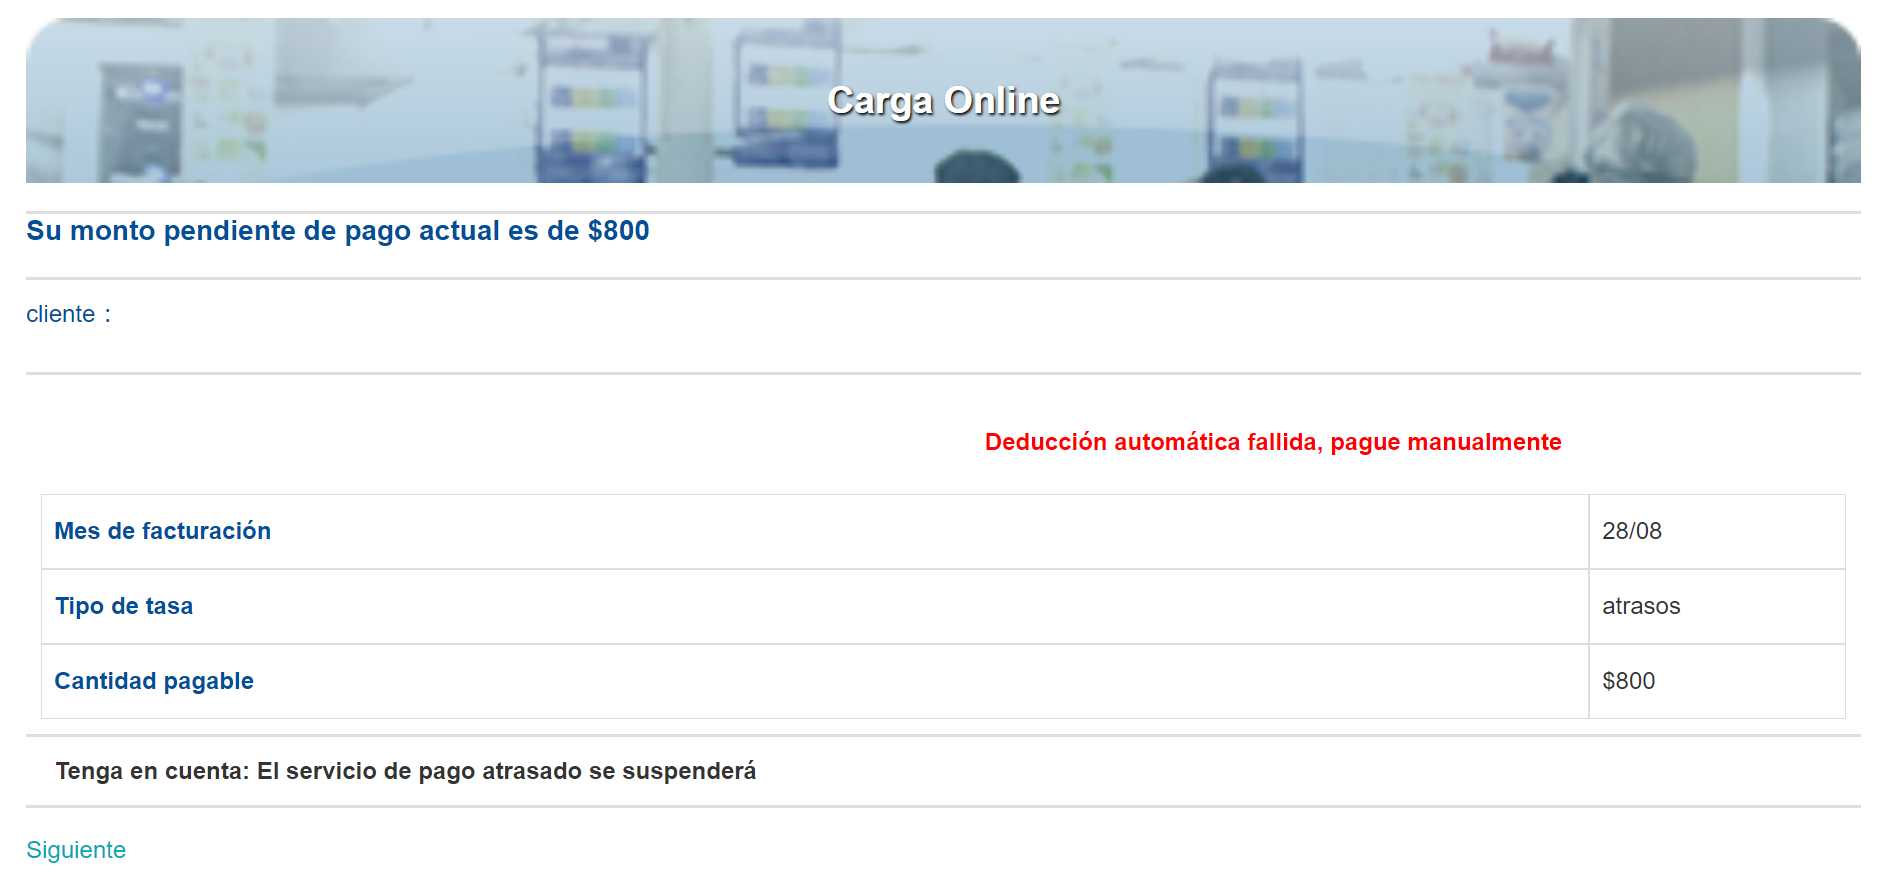 Carga Online
Su monto pendiente de pago actual es de $800
cliente :
Deducción automática fallida, pague manualmente
Mes de facturación 28/08
Tipo de tasa atrasos
Cantidad pagable $800
Tenga en cuenta: El servicio de pago atrasado se suspenderá
Siguiente